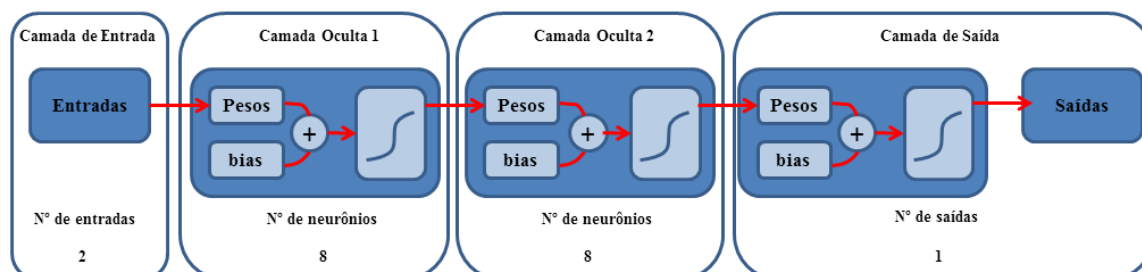 Camada de Entrada
Entradas
N° de entradas
2
Camada Oculta 1
Pesos
bias
+
N° de neurônios
8
Camada Oculta 2
Pesos
bias
+
N° de neurônios
8
Camada de Saída
Pesos
bias
+
Saídas
N° de saídas
1